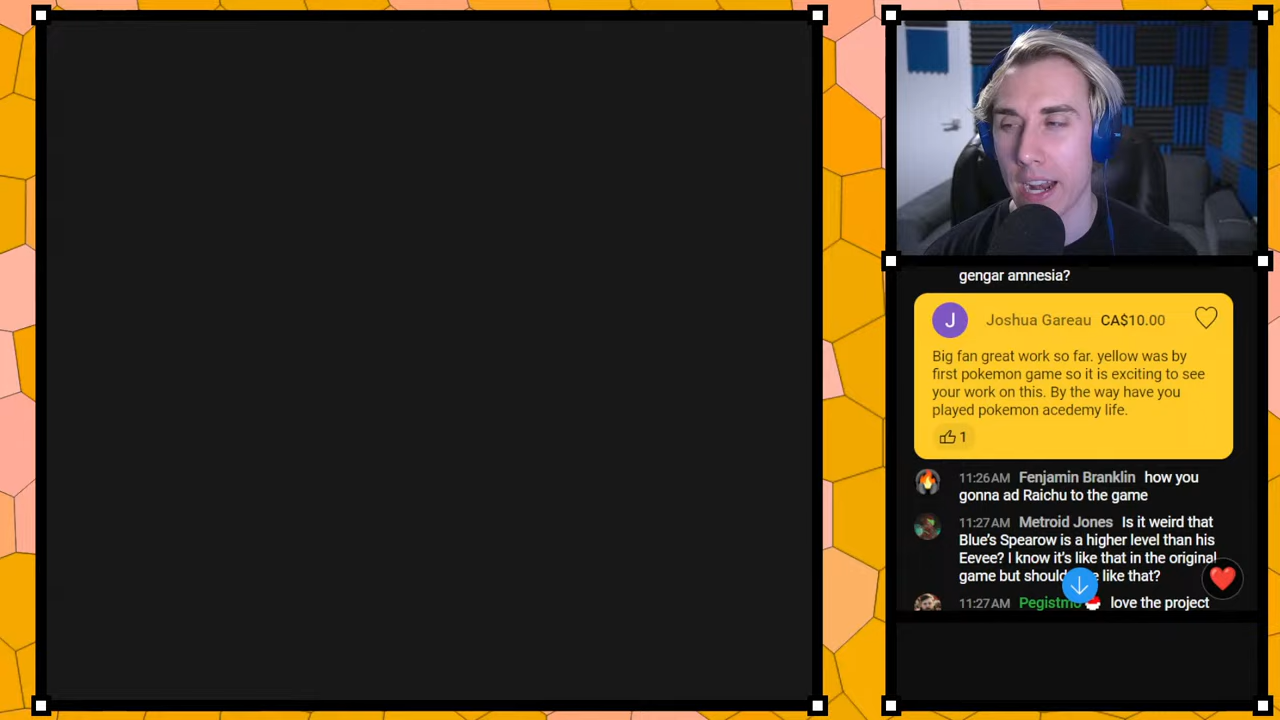 gengar amnesia?
J
Joshua Gareau CA$10.00
Big fan great work so far. yellow was by
first pokemon game so it is exciting to see
your work on this. By the way have you
played pokemon acedemy life.
1
11:26 AM Fenjamin Branklin how you
gonna ad Raichu to the game
11:27 AM Metroid Jones Is it weird that
Blue's Spearow is a higher level than his
Eevee? I know it's like that in the original
game but should like that?
11:27 AM love the project